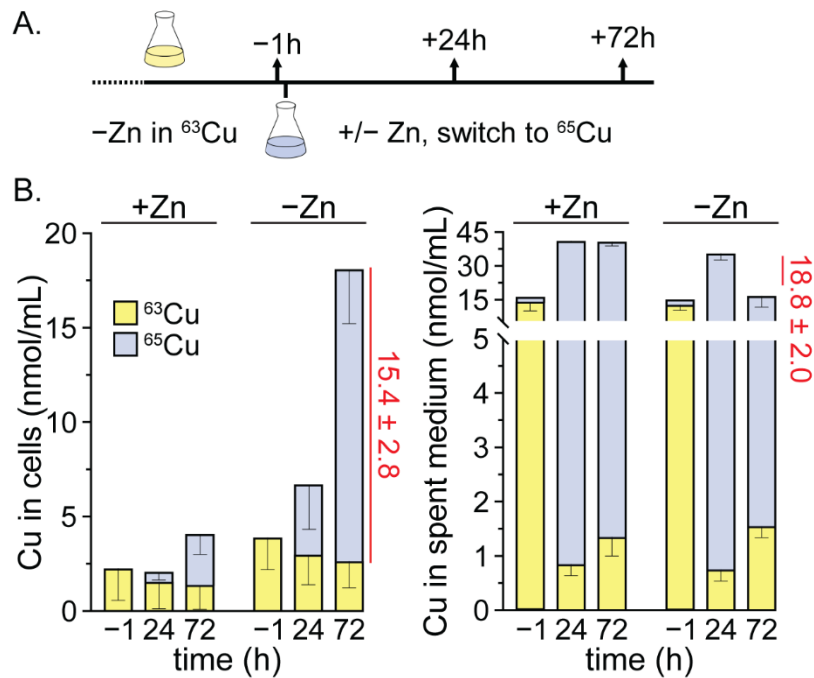 A.
−1h +24h +72h
−Zn in ⁶³Cu +/− Zn, switch to ⁶⁵Cu
B.
+Zn −Zn
20
15
10
5
0
Cu in cells (nmol/mL)
⁶³Cu
⁶⁵Cu
15.4 ± 2.8
−1 24 72 −1 24 72
time (h)
+Zn −Zn
45
30
15
5
4
3
2
1
0
Cu in spent medium (nmol/mL)
18.8 ± 2.0
−1 24 72 −1 24 72
time (h)